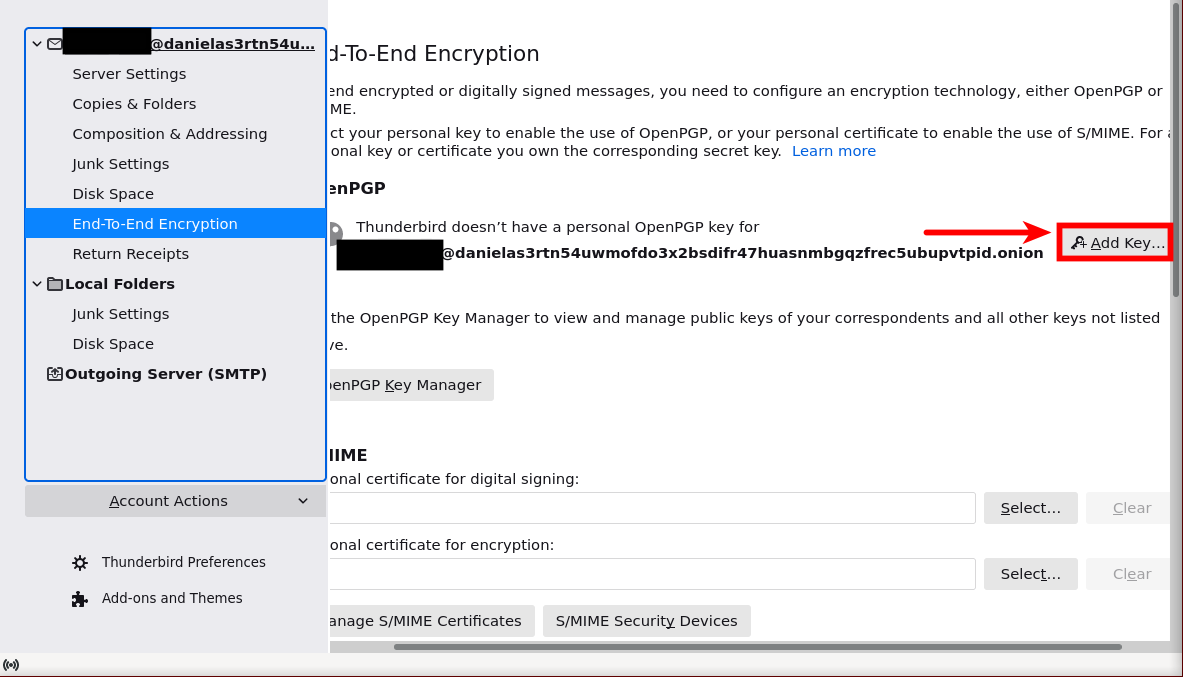 @danielas3rtn54u...
Server Settings
Copies & Folders
Composition & Addressing
Junk Settings
Disk Space
End-To-End Encryption
Return Receipts
Local Folders
Junk Settings
Disk Space
Outgoing Server (SMTP)
Account Actions
Thunderbird Preferences
Add-ons and Themes
d-To-End Encryption
end encrypted or digitally signed messages, you need to configure an encryption technology, either OpenPGP or
ME.
ct your personal key to enable the use of OpenPGP, or your personal certificate to enable the use of S/MIME. For a
onal key or certificate you own the corresponding secret key. Learn more
enPGP
Thunderbird doesn't have a personal OpenPGP key for
@danielas3rtn54uwmofdo3x2bsdifr47huasnmbgqzfrec5ubupvtpid.onion
Add Key...
the OpenPGP Key Manager to view and manage public keys of your correspondents and all other keys not listed
ve.
penPGP Key Manager
IIME
onal certificate for digital signing:
Select... Clear
onal certificate for encryption:
Select... Clear
anage S/MIME Certificates S/MIME Security Devices